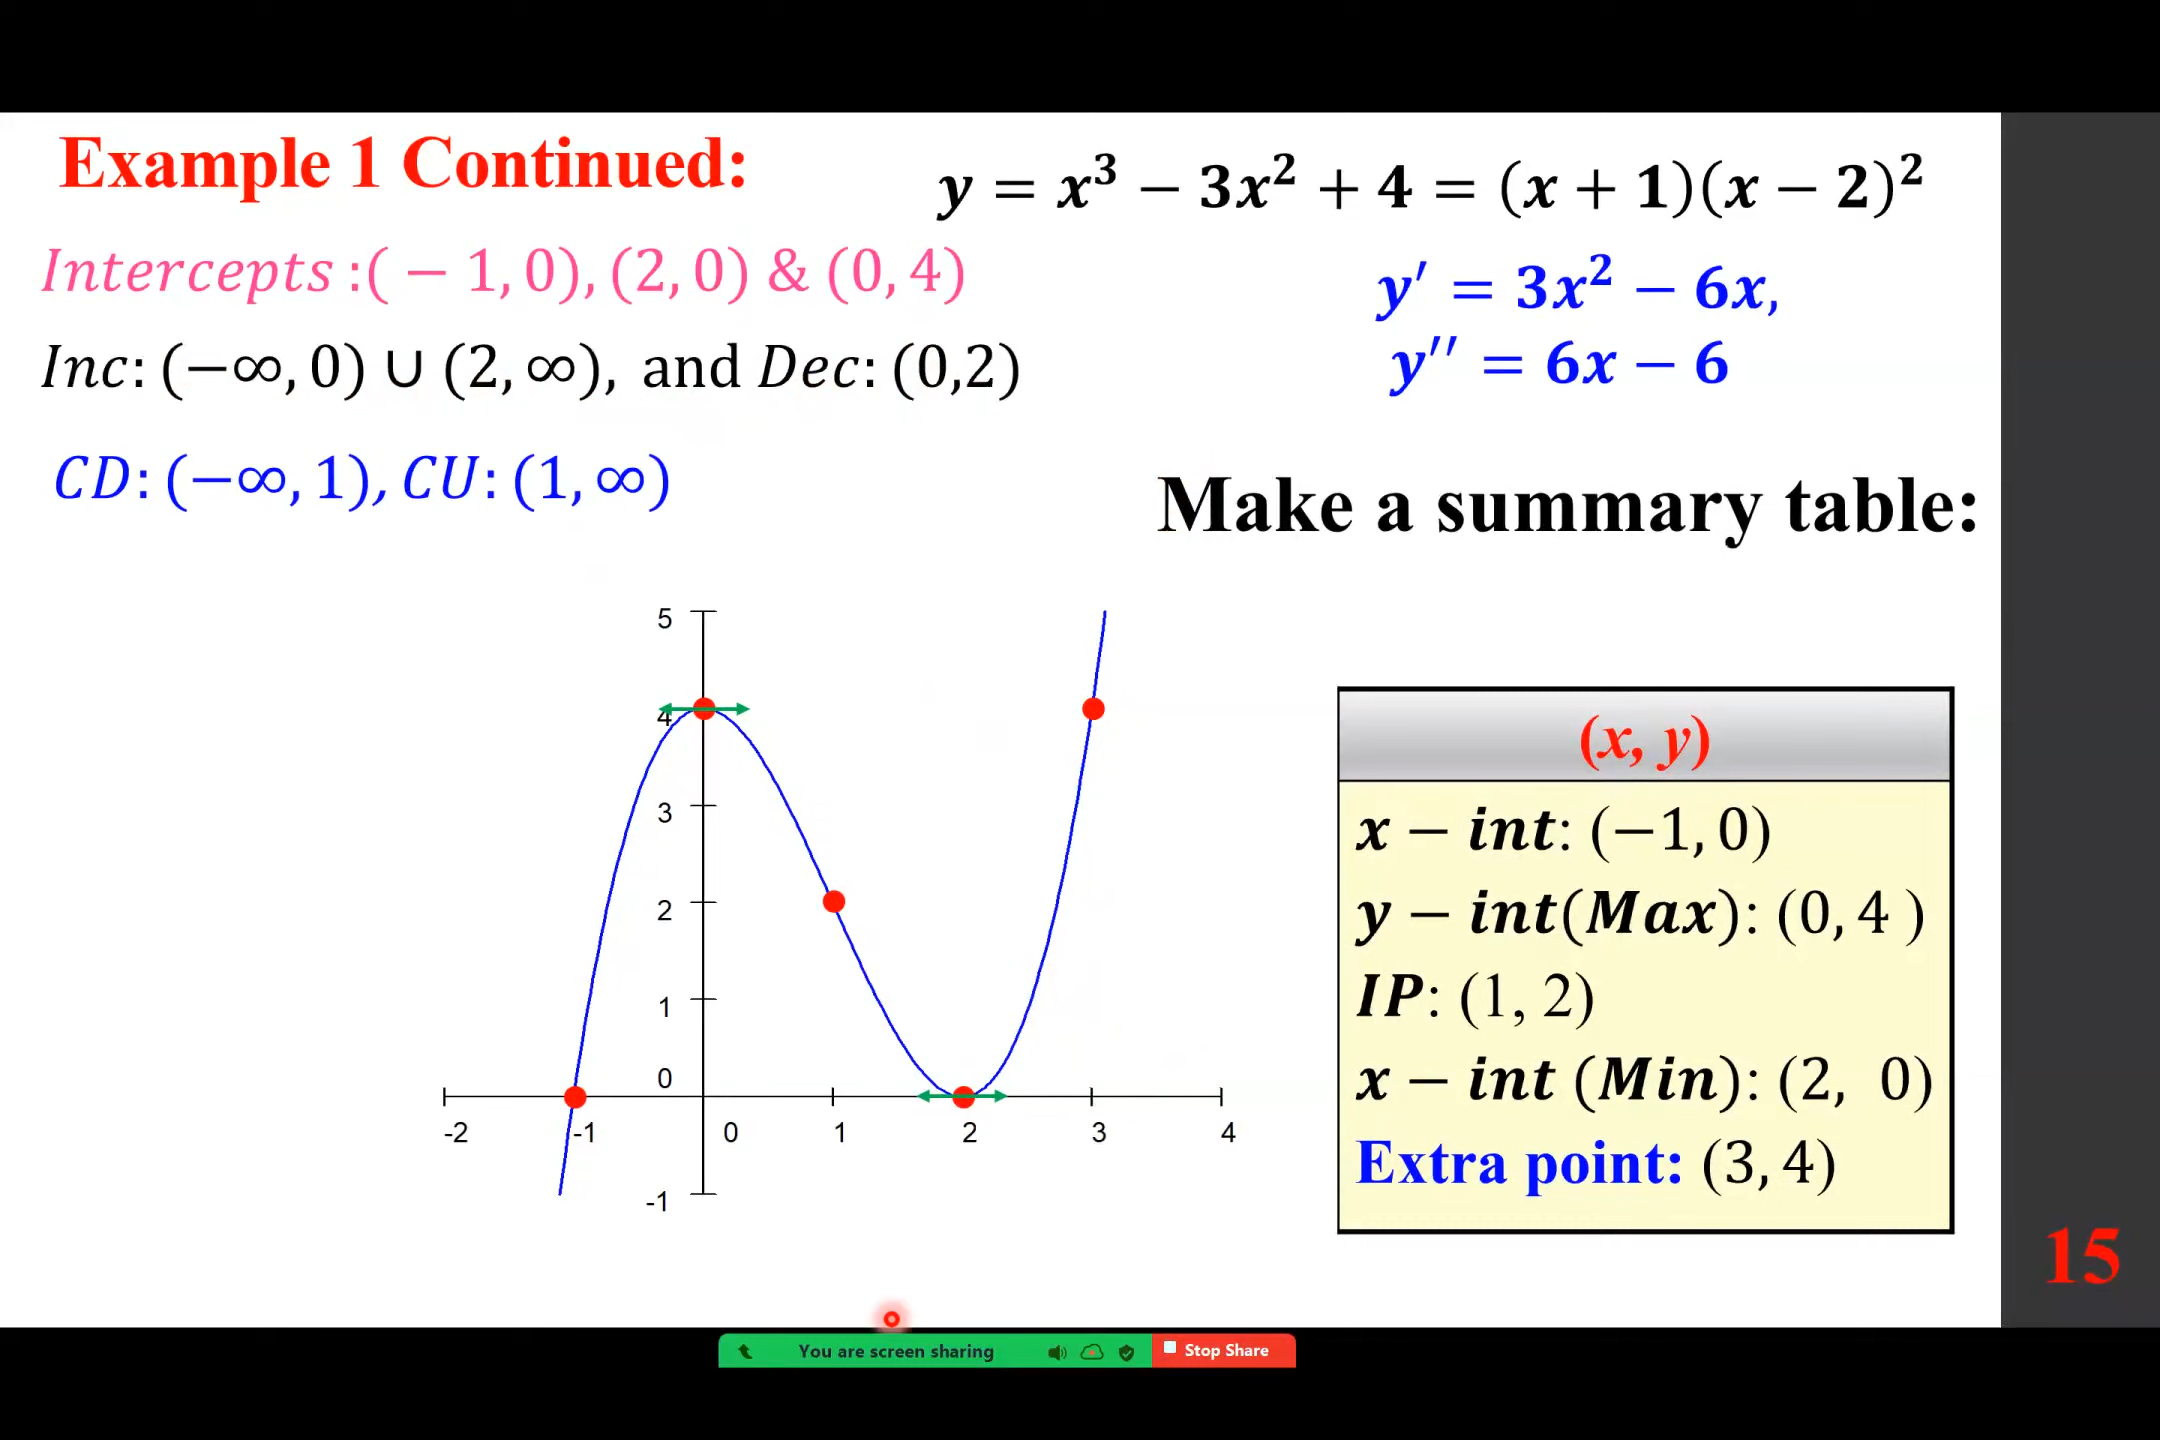 Example 1 Continued:
y = x³ − 3x² + 4 = (x + 1)(x − 2)²
Intercepts :( − 1, 0), (2, 0) & (0, 4)
y′ = 3x² − 6x,
Inc: (−∞, 0) ∪ (2, ∞), and Dec: (0,2)
y′′ = 6x − 6
CD: (−∞, 1), CU: (1, ∞)
Make a summary table:
5
4
3
2
1
0
-1
-2 -1 0 1 2 3 4
(x, y)
x − int: (−1, 0)
y − int(Max): (0, 4 )
IP: (1, 2)
x − int (Min): (2, 0)
Extra point: (3, 4)
15
You are screen sharing
Stop Share